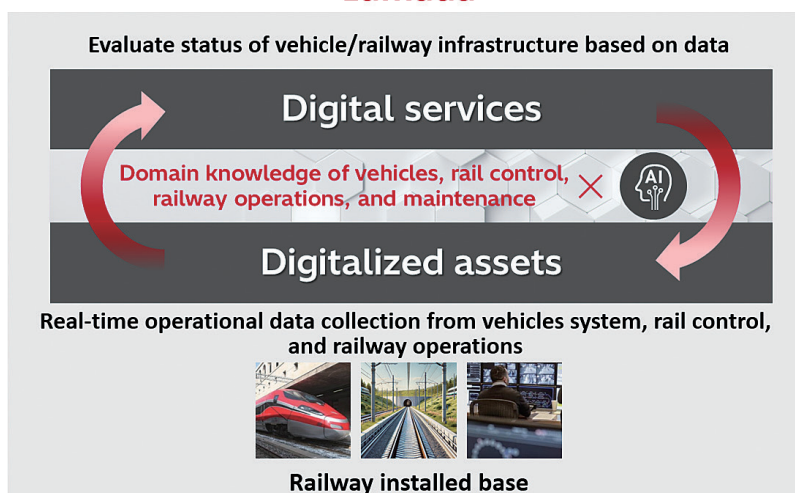 Evaluate status of vehicle/railway infrastructure based on data
Digital services
Domain knowledge of vehicles, rail control,
railway operations, and maintenance
AI
Digitalized assets
Real-time operational data collection from vehicles system, rail control,
and railway operations
Railway installed base